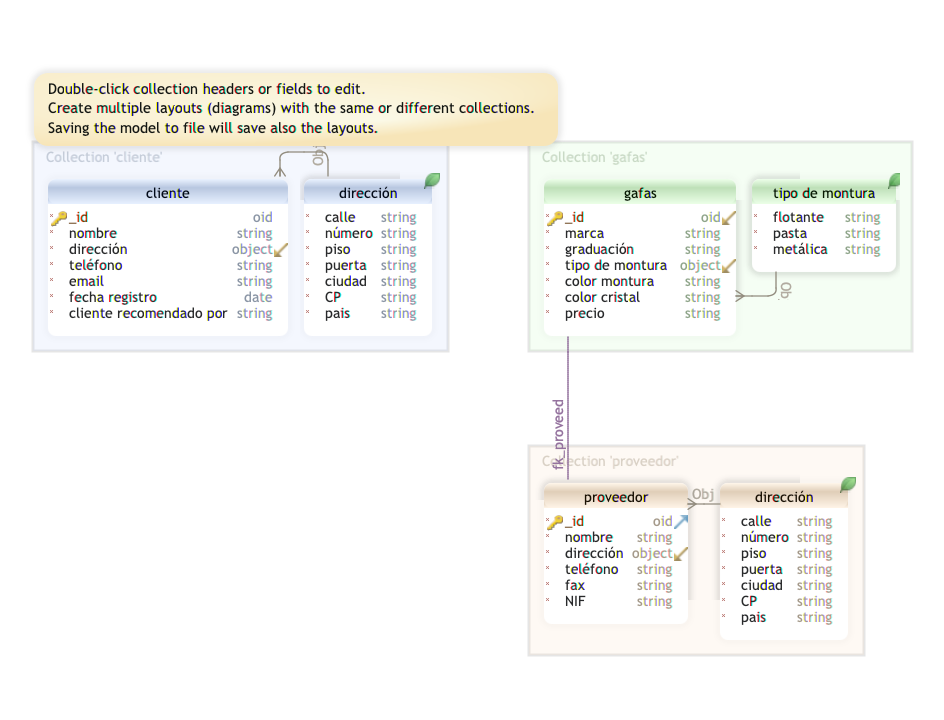 Double-click collection headers or fields to edit.
Create multiple layouts (diagrams) with the same or different collections.
Saving the model to file will save also the layouts.
Collection 'cliente'
Obj
cliente
_id oid
nombre string
dirección object
teléfono string
email string
fecha registro date
cliente recomendado por string
dirección
calle string
número string
piso string
puerta string
ciudad string
CP string
pais string
Collection 'gafas'
gafas
_id oid
marca string
graduación string
tipo de montura object
color montura string
color cristal string
precio string
tipo de montura
flotante string
pasta string
metálica string
Ob
fk_proveed
Collection 'proveedor'
proveedor
_id oid
nombre string
dirección object
teléfono string
fax string
NIF string
Obj
dirección
calle string
número string
piso string
puerta string
ciudad string
CP string
pais string